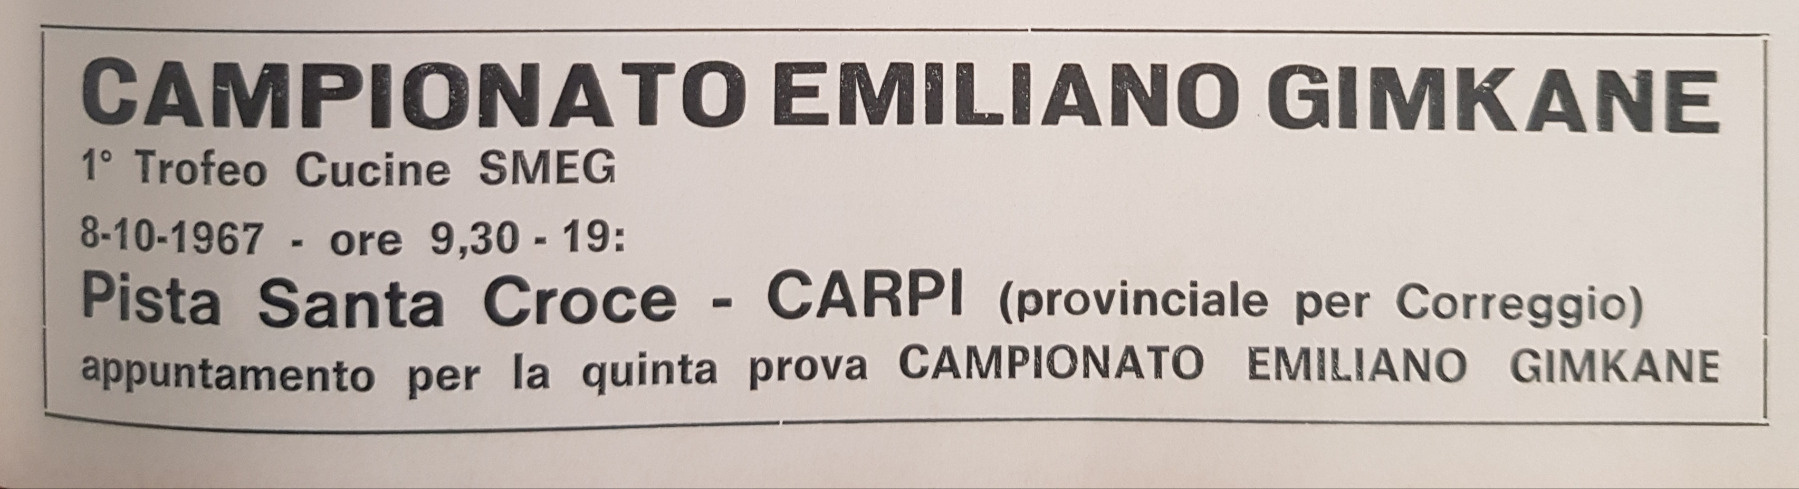 CAMPIONATO EMILIANO GIMKANE
1° Trofeo Cucine SMEG
8-10-1967 - ore 9,30 - 19:
Pista Santa Croce - CARPI (provinciale per Correggio)
appuntamento per la quinta prova CAMPIONATO EMILIANO GIMKANE